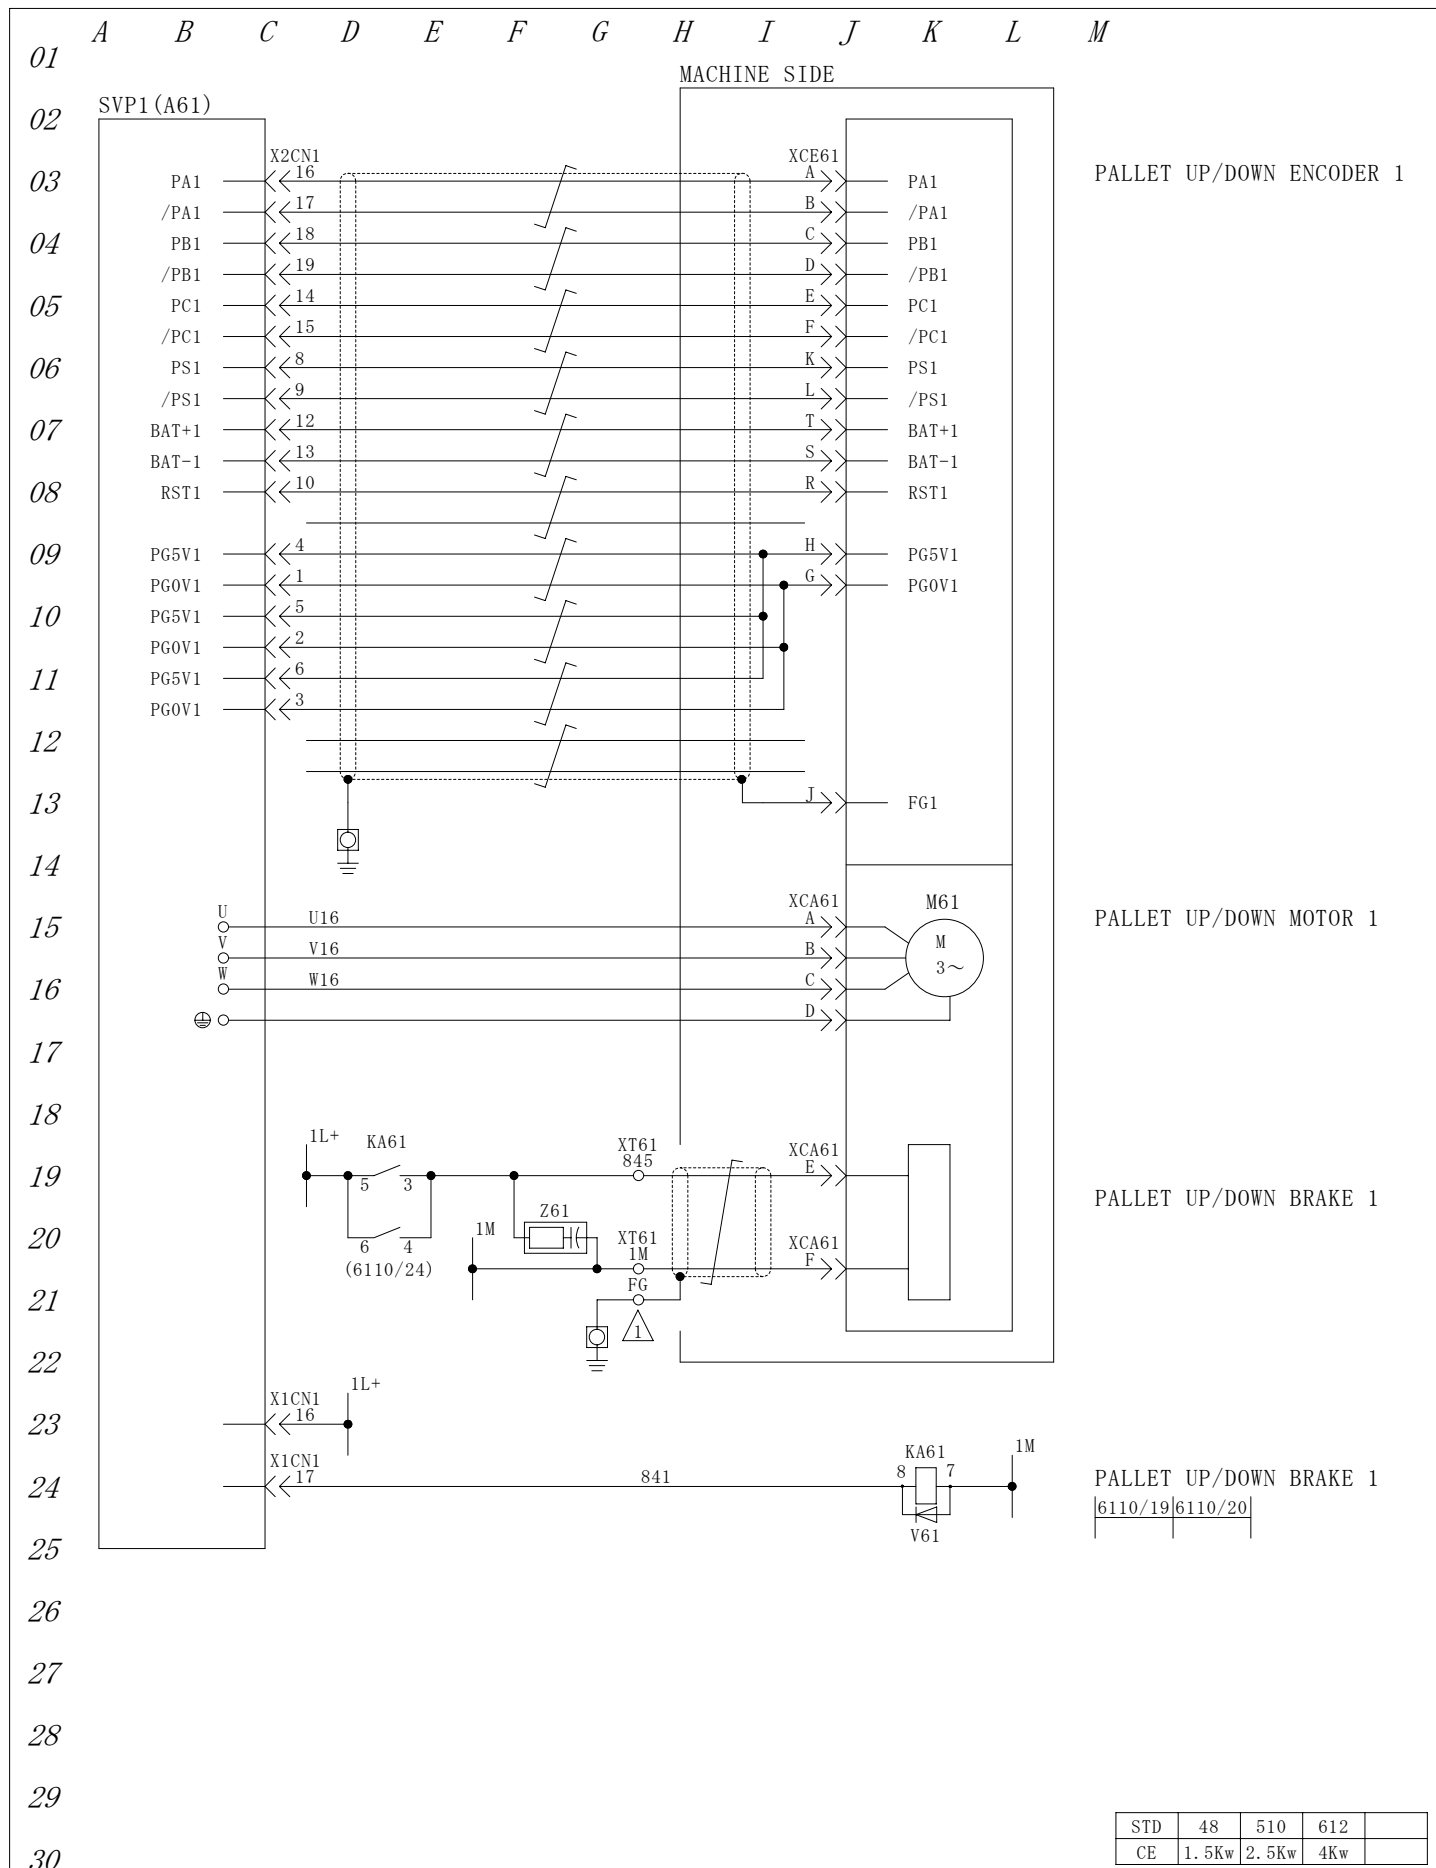 A B C D E F G H I J K L M
01
MACHINE SIDE
SVP1(A61)
02
X2CN1 XCE61
03 PA1 16 A PA1 PALLET UP/DOWN ENCODER 1
/PA1 17 B /PA1
04 PB1 18 C PB1
/PB1 19 D /PB1
05 PC1 14 E PC1
/PC1 15 F /PC1
06 PS1 8 K PS1
/PS1 9 L /PS1
07 BAT+1 12 T BAT+1
BAT-1 13 S BAT-1
08 RST1 10 R RST1
09 PG5V1 4 H PG5V1
PG0V1 1 G PG0V1
10 PG5V1 5
PG0V1 2
11 PG5V1 6
PG0V1 3
12
13 J FG1
14
XCA61 M61
15 U U16 A PALLET UP/DOWN MOTOR 1
V V16 B M
3~
16 W W16 C
D
17
18
1L+ KA61 XT61 XCA61
19 5 3 845 E
PALLET UP/DOWN BRAKE 1
Z61
20 6 4 1M XT61 XCA61
(6110/24) 1M F
FG
21
1
22
1L+
X1CN1
23 16
X1CN1 KA61 1M
24 17 841 8 7 PALLET UP/DOWN BRAKE 1
6110/19 6110/20
V61
25
26
27
28
29
STD 48 510 612
30 CE 1.5Kw 2.5Kw 4Kw